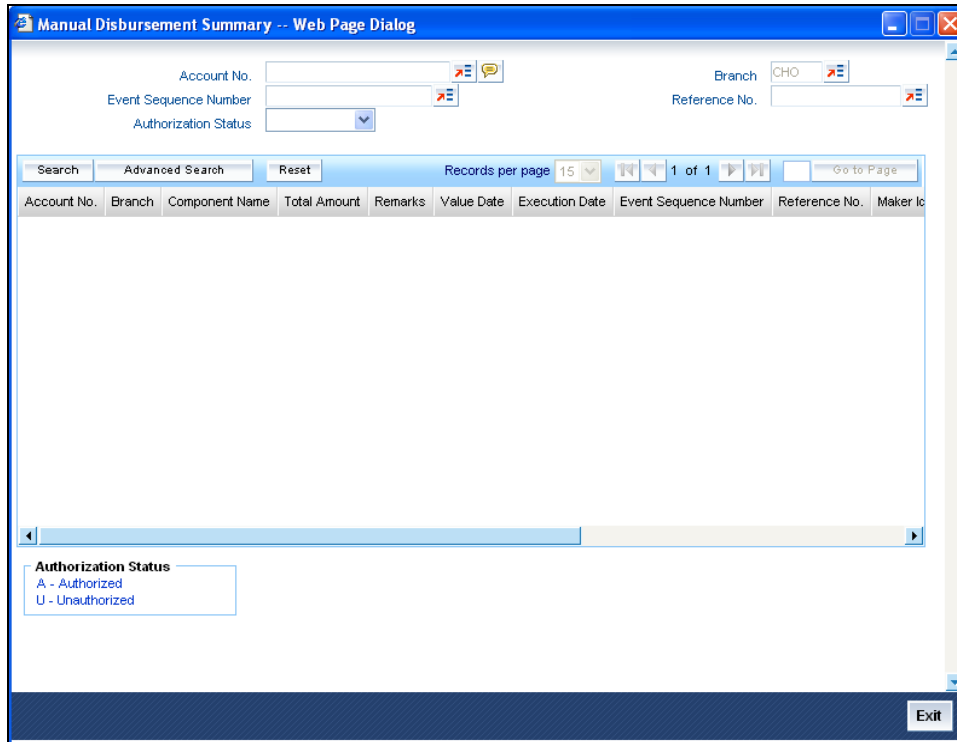 Manual Disbursement Summary -- Web Page Dialog
Account No.
Branch CHO
Event Sequence Number
Reference No.
Authorization Status
Search Advanced Search Reset Records per page 15 1 of 1 Go to Page
Account No. Branch Component Name Total Amount Remarks Value Date Execution Date Event Sequence Number Reference No. Maker Ic
Authorization Status
A - Authorized
U - Unauthorized
Exit